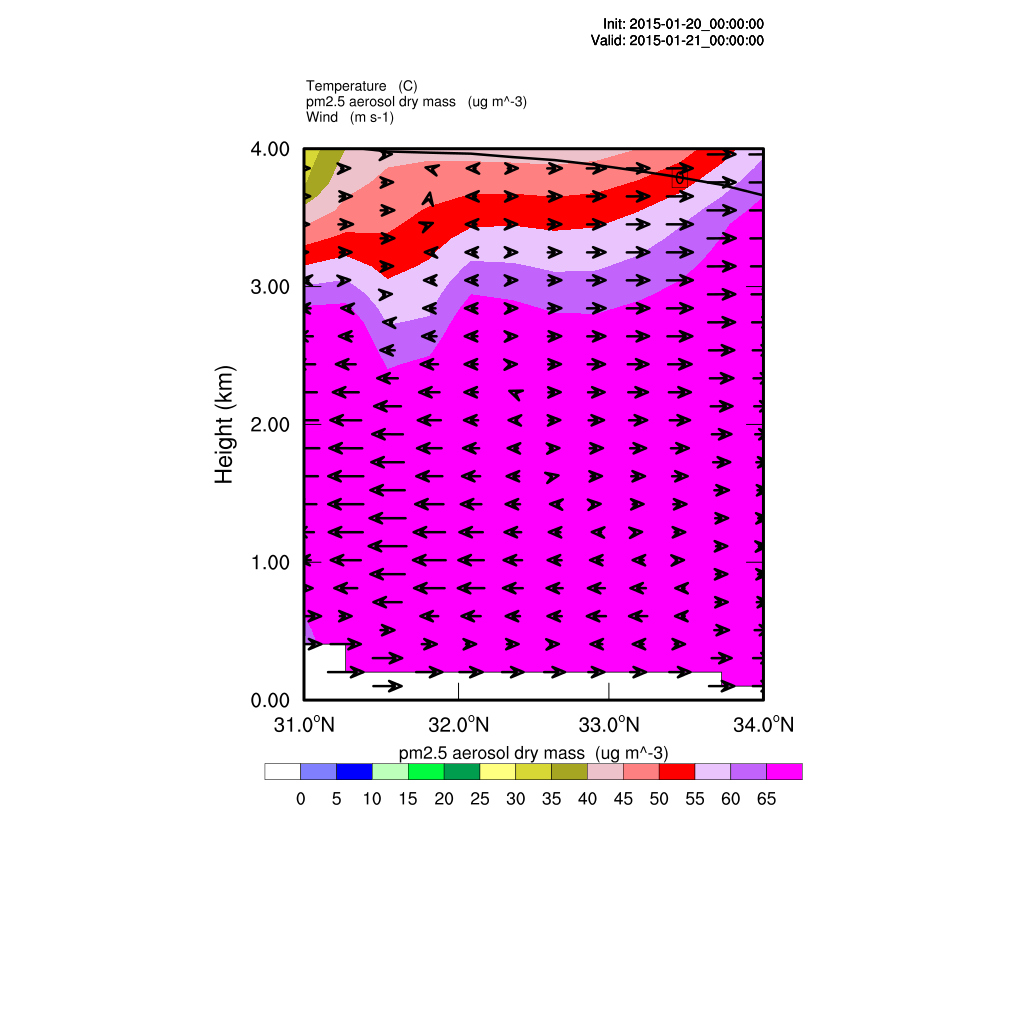 Init: 2015-01-20_00:00:00
Valid: 2015-01-21_00:00:00
Temperature (C)
pm2.5 aerosol dry mass (ug m^-3)
Wind (m s-1)
4.00
0
3.00
2.00
1.00
0.00
Height (km)
31.0°N 32.0°N 33.0°N 34.0°N
pm2.5 aerosol dry mass (ug m^-3)
0 5 10 15 20 25 30 35 40 45 50 55 60 65